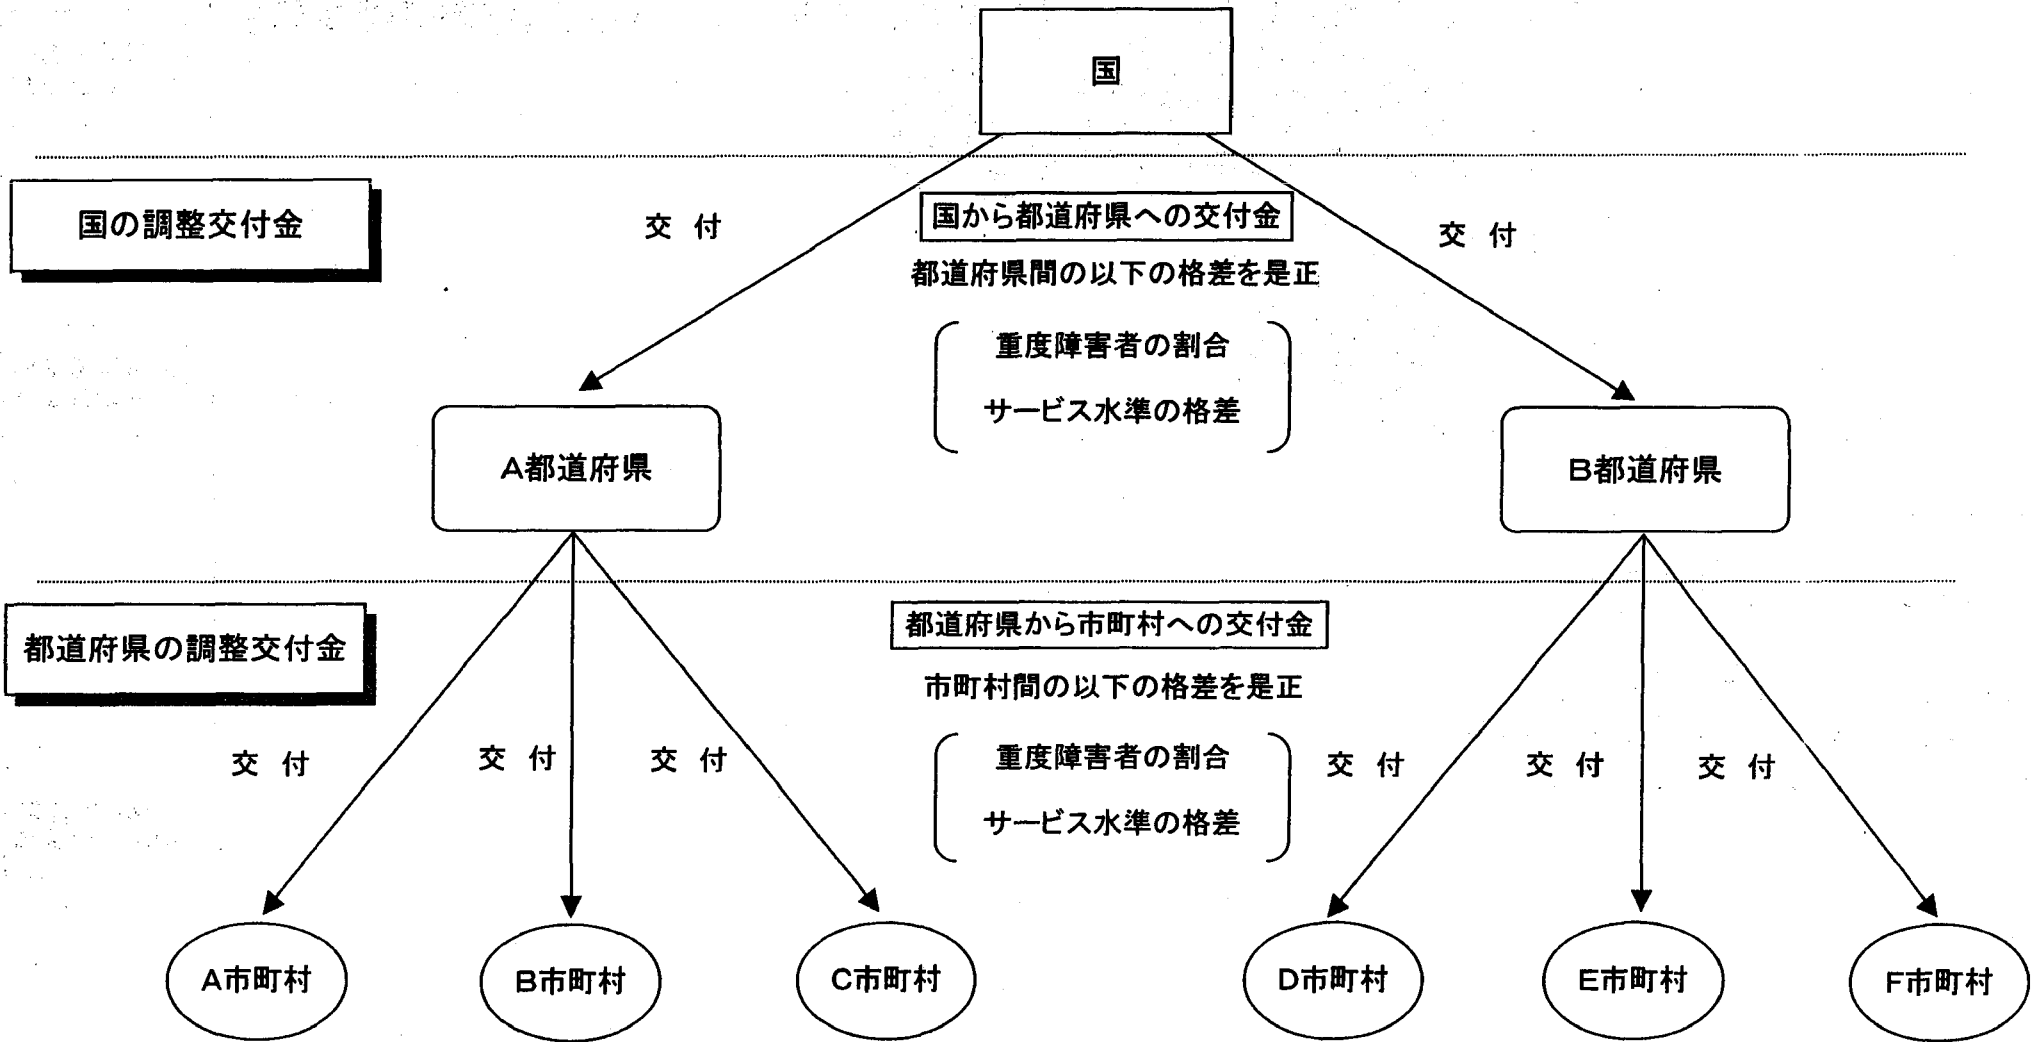 国
国の調整交付金
交 付
国から都道府県への交付金
交 付
都道府県間の以下の格差を是正
重度障害者の割合
サービス水準の格差
A都道府県
B都道府県
都道府県の調整交付金
都道府県から市町村への交付金
市町村間の以下の格差を是正
交 付
交 付
交 付
重度障害者の割合
サービス水準の格差
交 付
交 付
交 付
A市町村
B市町村
C市町村
D市町村
E市町村
F市町村